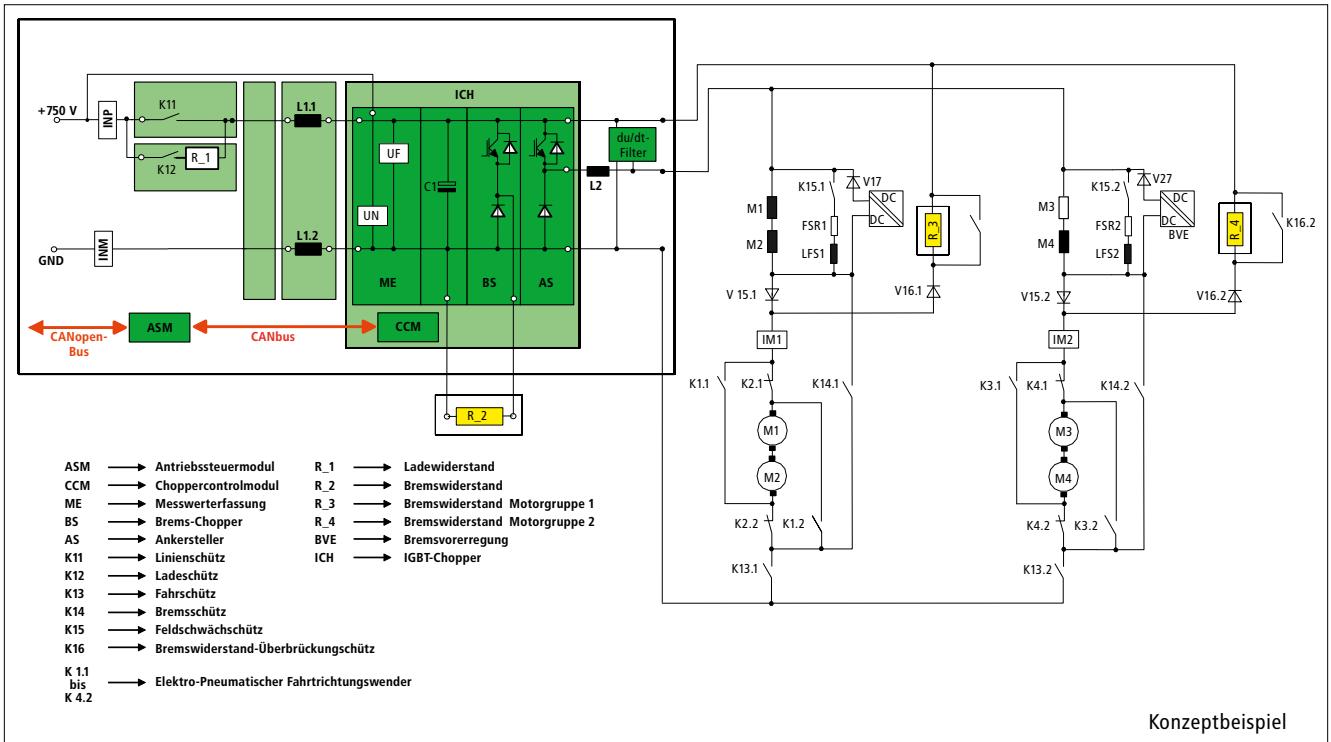 ICH
+750 V
INP
K11
K12
R_1
L1.1
UF
UN
C1
du/dt-
Filter
L2
GND
INM
L1.2
ME
BS
AS
CANopen-
Bus
ASM
CANbus
CCM
R_2
M1
M2
K15.1
V17
FSR1
LFS1
DC
DC
R_3
V 15.1
V16.1
IM1
K1.1
K2.1
K14.1
M1
M2
K2.2
K1.2
K13.1
M3
M4
K15.2
V27
FSR2
LFS2
DC
DC
BVE
R_4
K16.2
V15.2
V16.2
IM2
K3.1
K4.1
K14.2
M3
M4
K4.2
K3.2
K13.2
ASM Antriebssteuermodul
CCM Choppercontrolmodul
ME Messwerterfassung
BS Brems-Chopper
AS Ankersteller
K11 Linienschütz
K12 Ladeschütz
K13 Fahrschütz
K14 Bremsschütz
K15 Feldschwächschütz
K16 Bremswiderstand-Überbrückungschütz
K 1.1
bis Elektro-Pneumatischer Fahrtrichtungswender
K 4.2
R_1 Ladewiderstand
R_2 Bremswiderstand
R_3 Bremswiderstand Motorgruppe 1
R_4 Bremswiderstand Motorgruppe 2
BVE Bremsvorerregung
ICH IGBT-Chopper
Konzeptbeispiel